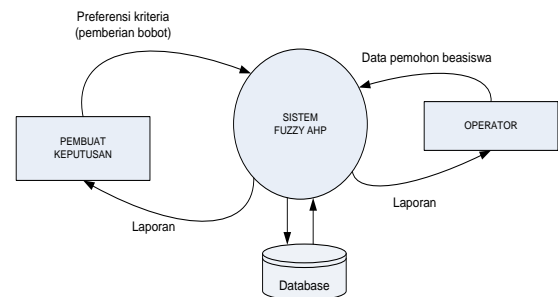 Preferensi kriteria
(pemberian bobot)
Data pemohon beasiswa
SISTEM
FUZZY AHP
PEMBUAT
KEPUTUSAN
OPERATOR
Laporan
Laporan
Database